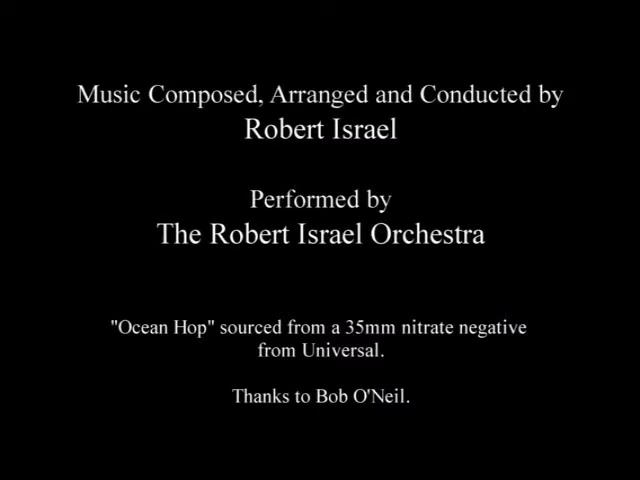 Music Composed, Arranged and Conducted by
Robert Israel
Performed by
The Robert Israel Orchestra
"Ocean Hop" sourced from a 35mm nitrate negative
from Universal.
Thanks to Bob O'Neil.